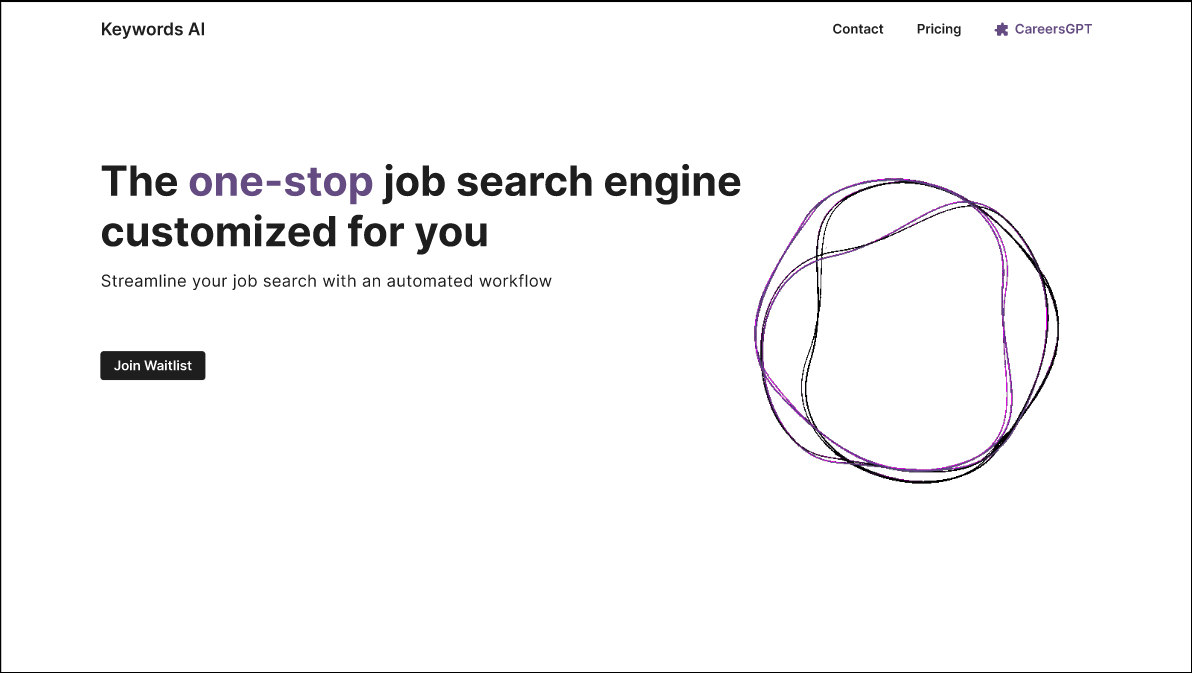 Keywords AI
Contact
Pricing
CareersGPT
The one-stop job search engine
customized for you
Streamline your job search with an automated workflow
Join Waitlist